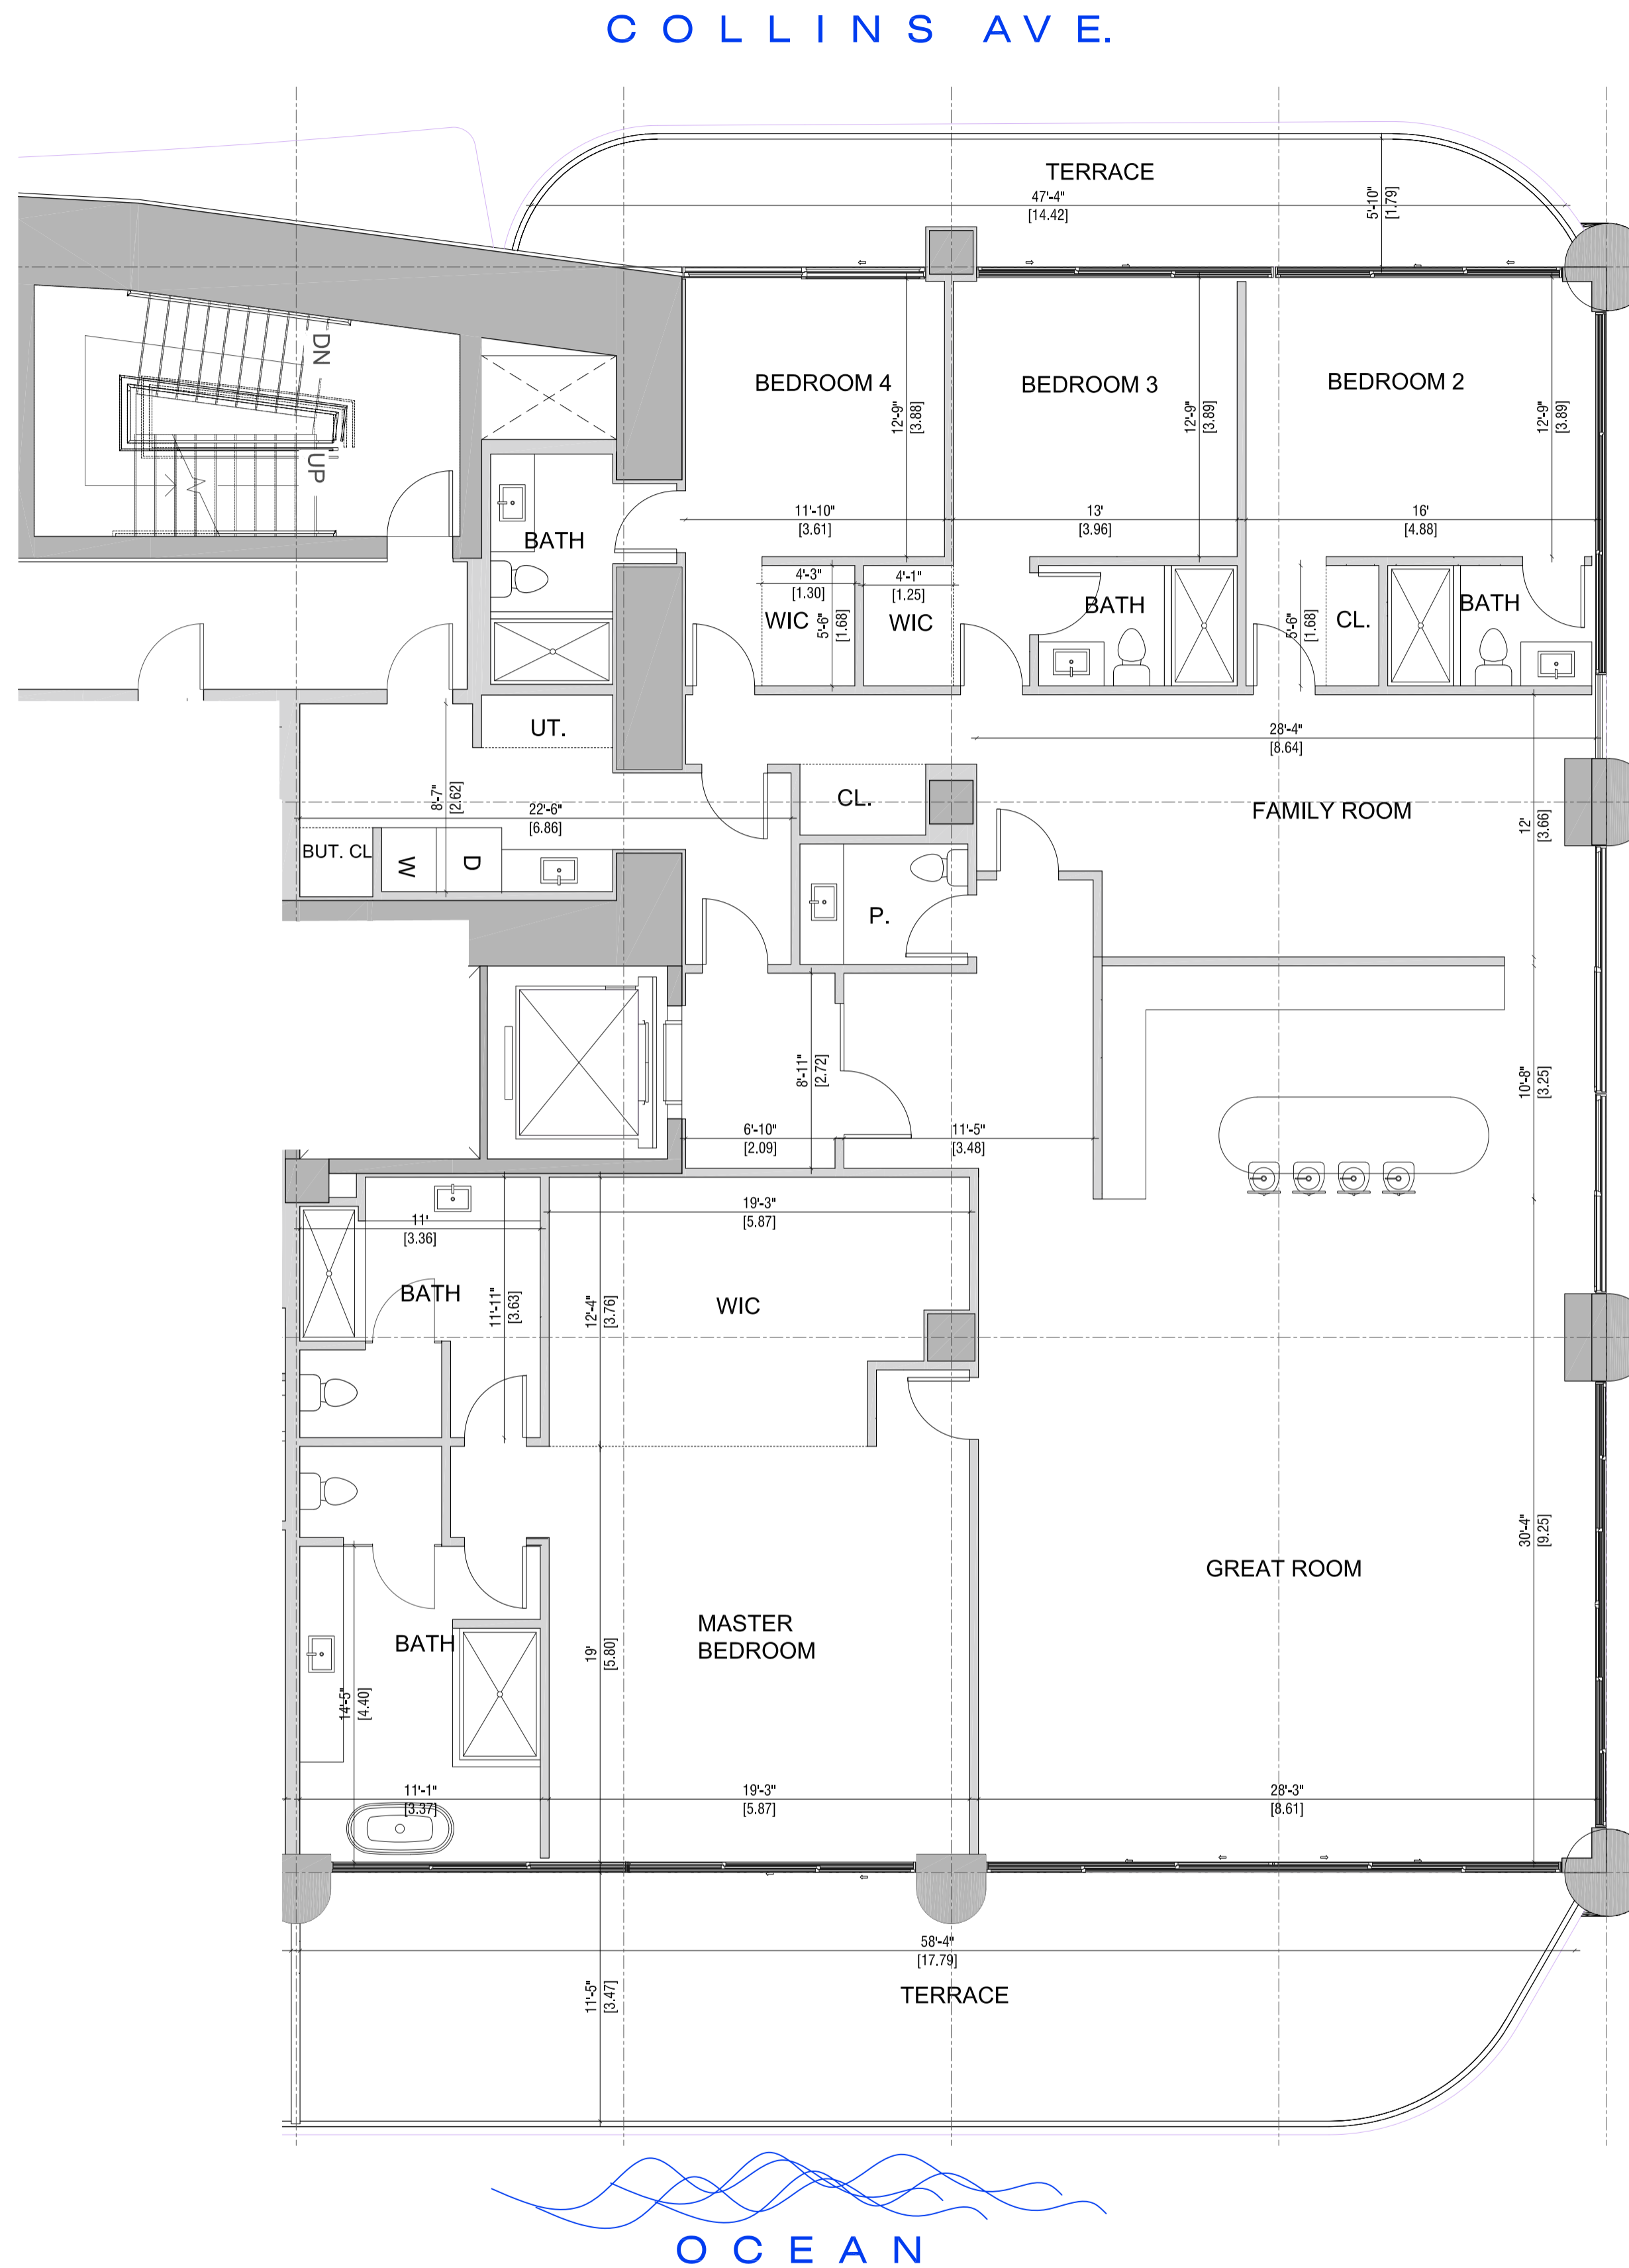 COLLINS AVE.
TERRACE
47'-4"
[14.42]
5'-10"
[1.79]
DN
UP
BEDROOM 4
BEDROOM 3
BEDROOM 2
12'-9"
[3.88]
12'-9"
[3.89]
12'-9"
[3.89]
11'-10"
[3.61]
13'
[3.96]
16'
[4.88]
BATH
4'-3"
[1.30]
4'-1"
[1.25]
WIC
5'-6"
[1.68]
WIC
BATH
5'-6"
[1.68]
CL.
BATH
UT.
28'-4"
[8.64]
8'-7"
[2.62]
22'-6"
[6.86]
CL.
FAMILY ROOM
12'
[3.66]
BUT. CL
W
D
P.
8'-11"
[2.72]
10'-8"
[3.25]
6'-10"
[2.09]
11'-5"
[3.48]
19'-3"
[5.87]
11'
[3.36]
BATH
11'-11"
[3.63]
12'-4"
[3.76]
WIC
30'-4"
[9.25]
GREAT ROOM
MASTER
BEDROOM
19'
[5.80]
BATH
14'-5"
[4.40]
11'-1"
[3.37]
19'-3"
[5.87]
28'-3"
[8.61]
58'-4"
[17.79]
11'-5"
[3.47]
TERRACE
OCEAN